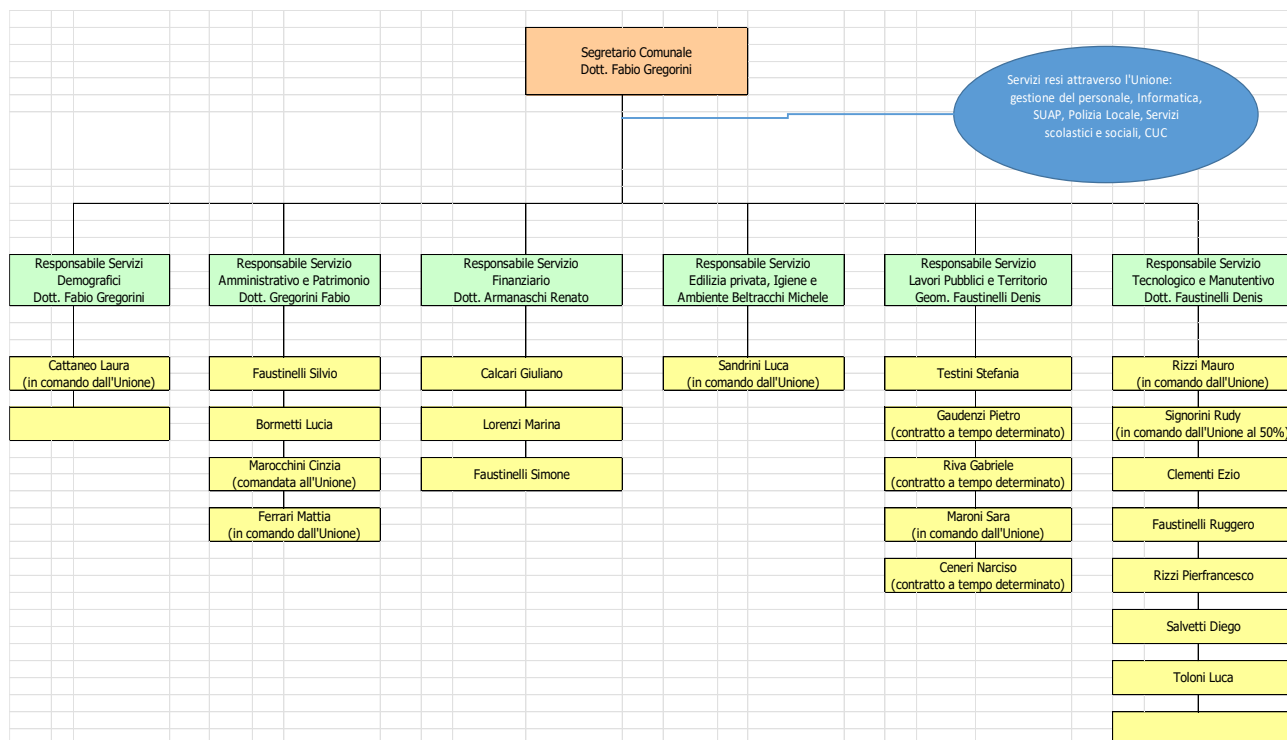 Segretario Comunale
Dott. Fabio Gregorini
Servizi resi attraverso l'Unione:
gestione del personale, Informatica,
SUAP, Polizia Locale, Servizi
scolastici e sociali, CUC
Responsabile Servizi
Demografici
Dott. Fabio Gregorini
Responsabile Servizio
Amministrativo e Patrimonio
Dott. Gregorini Fabio
Responsabile Servizio
Finanziario
Dott. Armanaschi Renato
Responsabile Servizio
Edilizia privata, Igiene e
Ambiente Beltracchi Michele
Responsabile Servizio
Lavori Pubblici e Territorio
Geom. Faustinelli Denis
Responsabile Servizio
Tecnologico e Manutentivo
Dott. Faustinelli Denis
Cattaneo Laura
(in comando dall'Unione)
Faustinelli Silvio
Bormetti Lucia
Marocchini Cinzia
(comandata all'Unione)
Ferrari Mattia
(in comando dall'Unione)
Calcari Giuliano
Lorenzi Marina
Faustinelli Simone
Sandrini Luca
(in comando dall'Unione)
Testini Stefania
Gaudenzi Pietro
(contratto a tempo determinato)
Riva Gabriele
(contratto a tempo determinato)
Maroni Sara
(in comando dall'Unione)
Ceneri Narciso
(contratto a tempo determinato)
Rizzi Mauro
(in comando dall'Unione)
Signorini Rudy
(in comando dall'Unione al 50%)
Clementi Ezio
Faustinelli Ruggero
Rizzi Pierfrancesco
Salvetti Diego
Toloni Luca